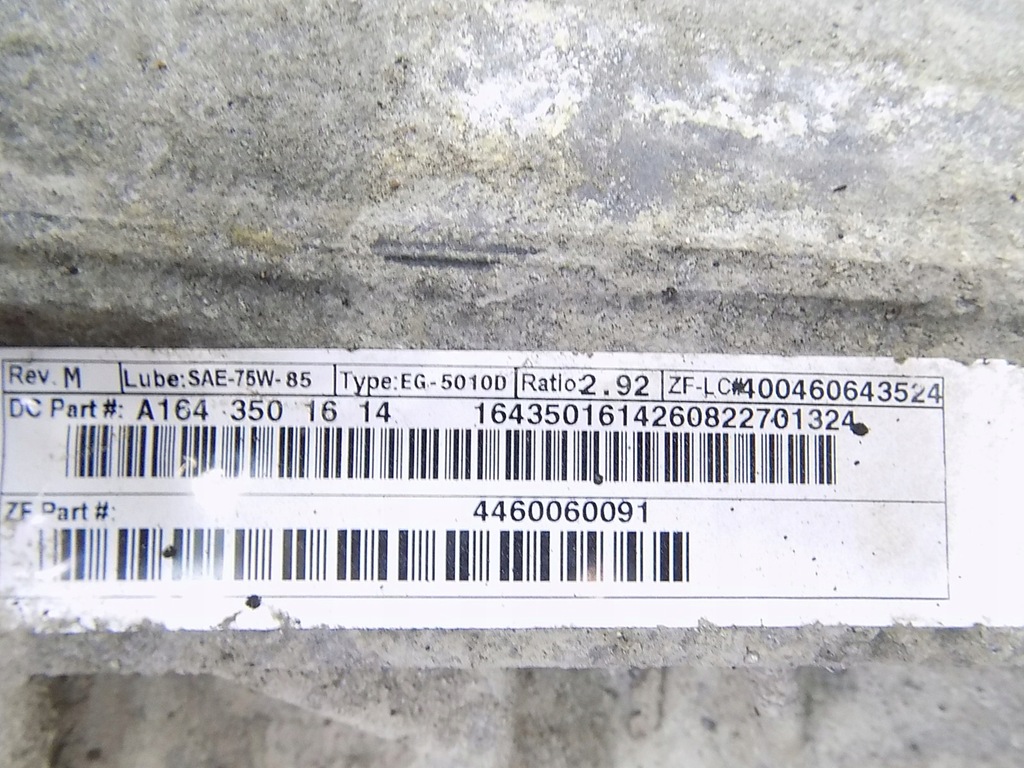 Rev. M Lube:SAE-75W-85 Type:EG-5010D Ratio:2.92 ZF-LC#400460643524
DC Part #: A164 350 16 14 1643501614260822701324
ZF Part #: 4460060091